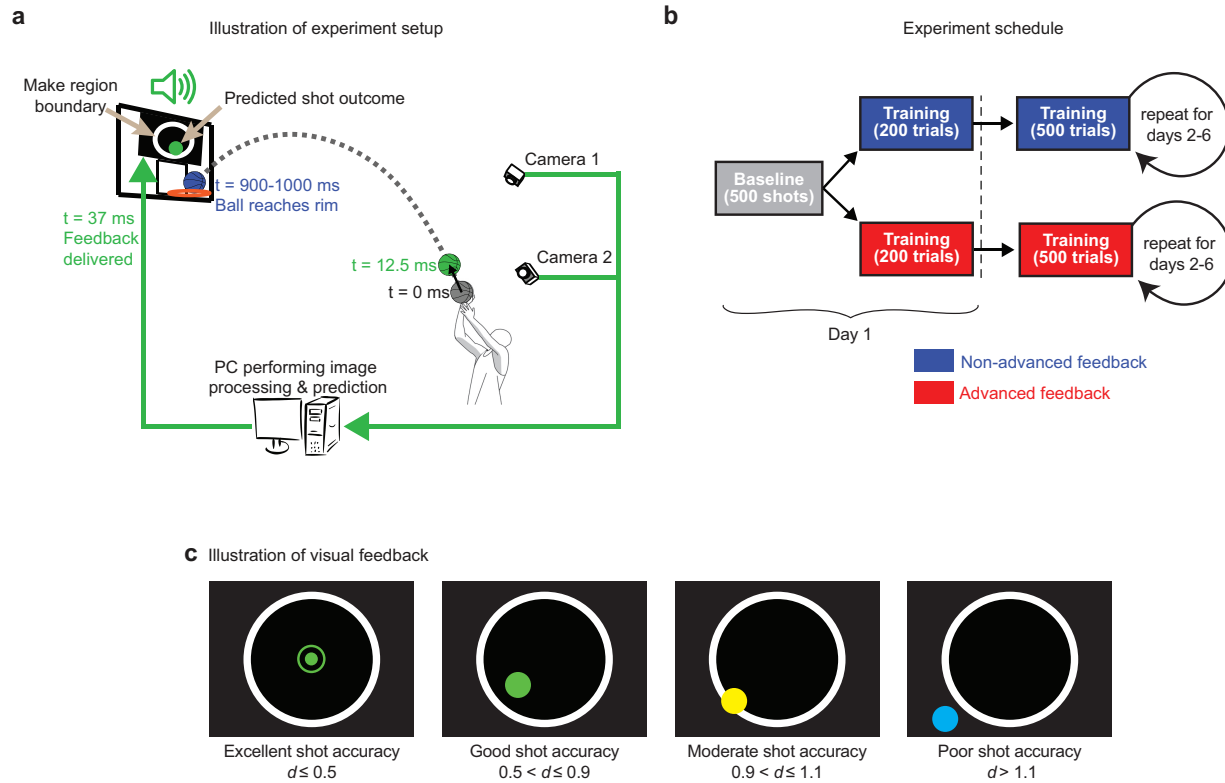 a
Illustration of experiment setup
Make region
boundary
Predicted shot outcome
t = 900-1000 ms
Ball reaches rim
t = 37 ms
Feedback
delivered
t = 12.5 ms
t = 0 ms
Camera 1
Camera 2
PC performing image
processing & prediction
b
Experiment schedule
Baseline
(500 shots)
Training
(200 trials)
Training
(500 trials)
repeat for
days 2-6
Training
(200 trials)
Training
(500 trials)
repeat for
days 2-6
Day 1
Non-advanced feedback
Advanced feedback
c Illustration of visual feedback
Excellent shot accuracy
d ≤ 0.5
Good shot accuracy
0.5 < d ≤ 0.9
Moderate shot accuracy
0.9 < d ≤ 1.1
Poor shot accuracy
d > 1.1